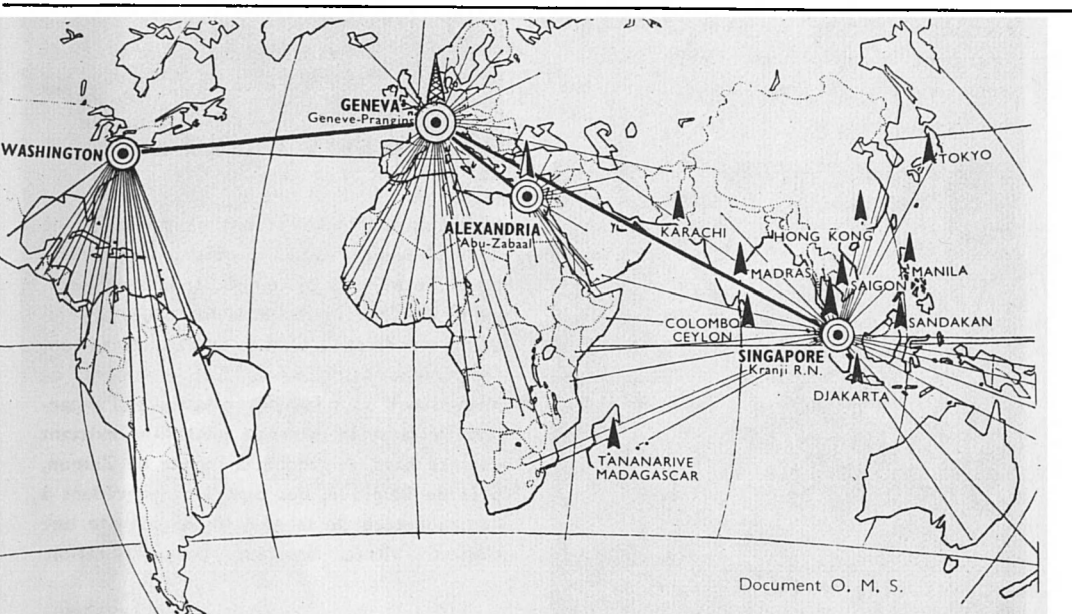 GENEVA
Geneve-Prangins
WASHINGTON
TOKYO
ALEXANDRIA
Abu-Zabaal
KARACHI
HONG KONG
MADRAS
MANILA
SAIGON
COLOMBO
CEYLON
SANDAKAN
SINGAPORE
Kranji R.N.
DJAKARTA
TANANARIVE
MADAGASCAR
Document O. M. S.